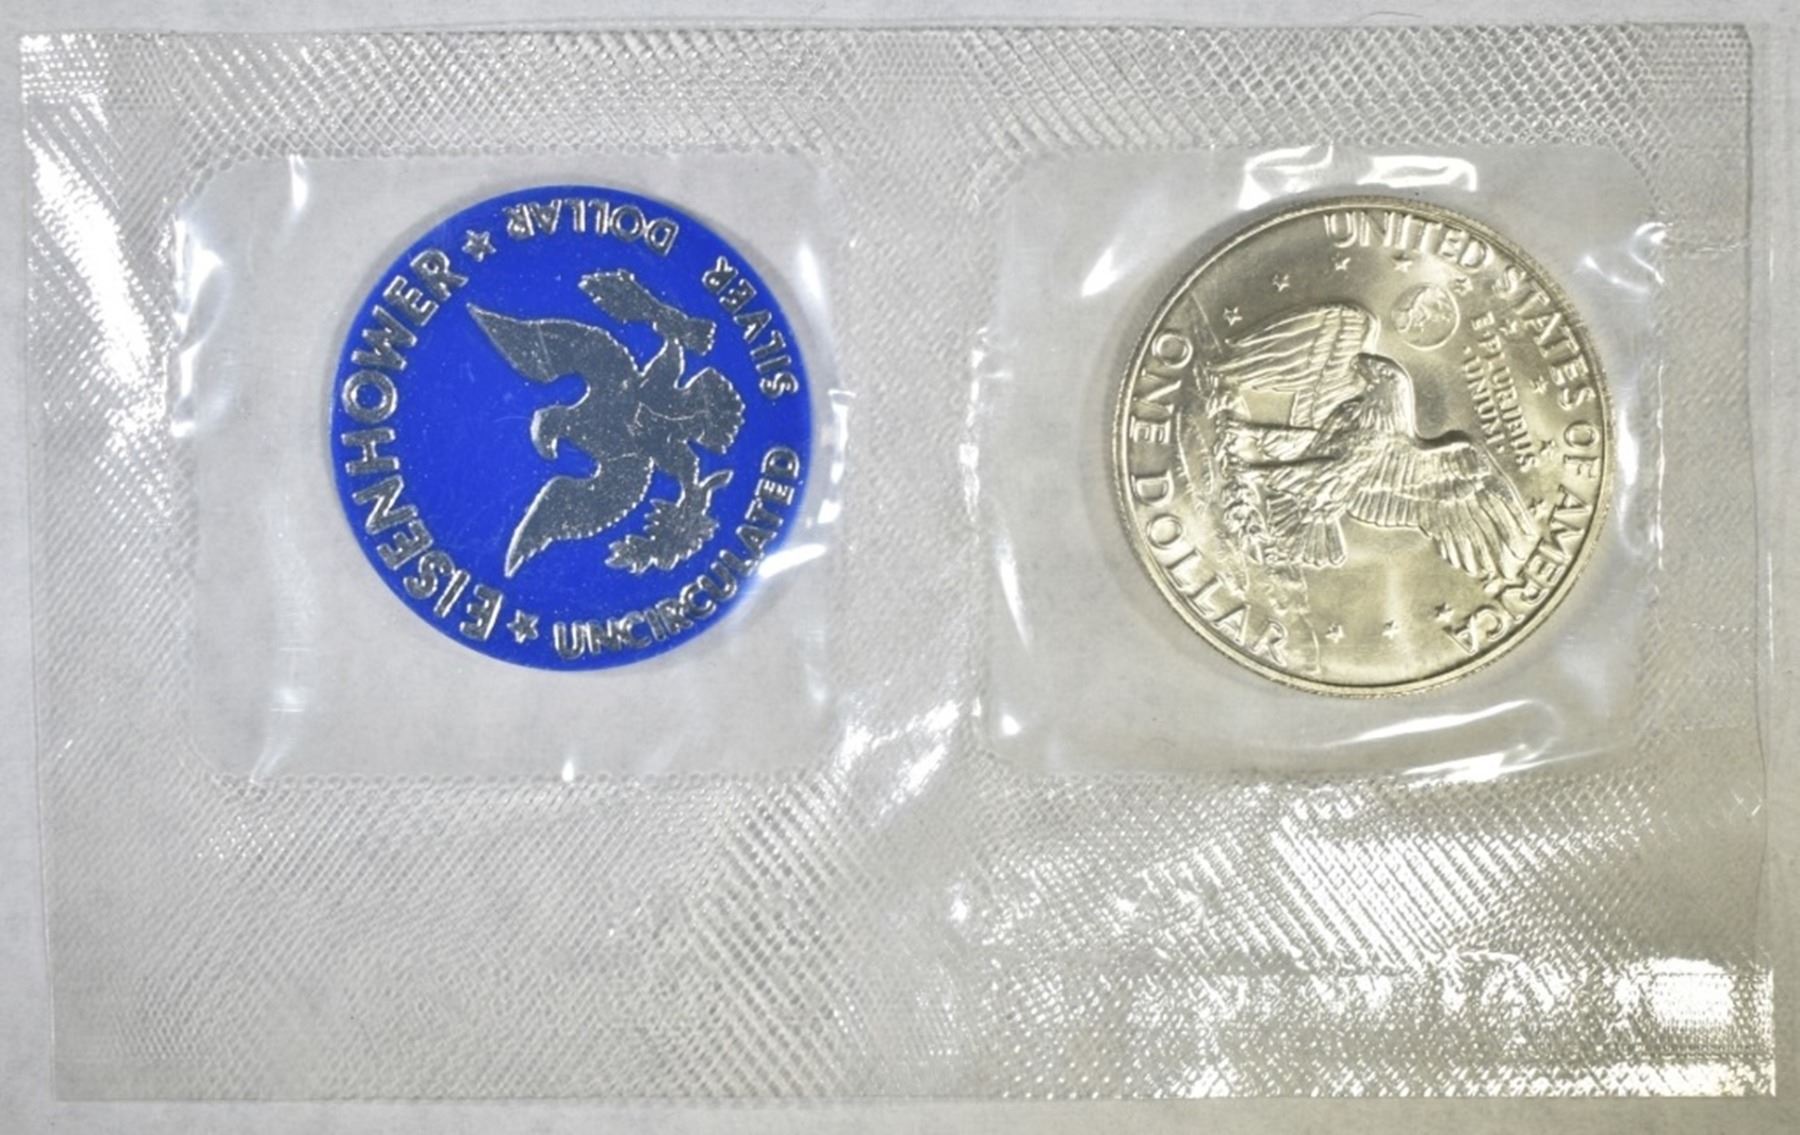 EISENHOWER ★ UNCIRCULATED SILVER DOLLAR ★
UNITED STATES OF AMERICA
E PLURIBUS
UNUM
ONE DOLLAR